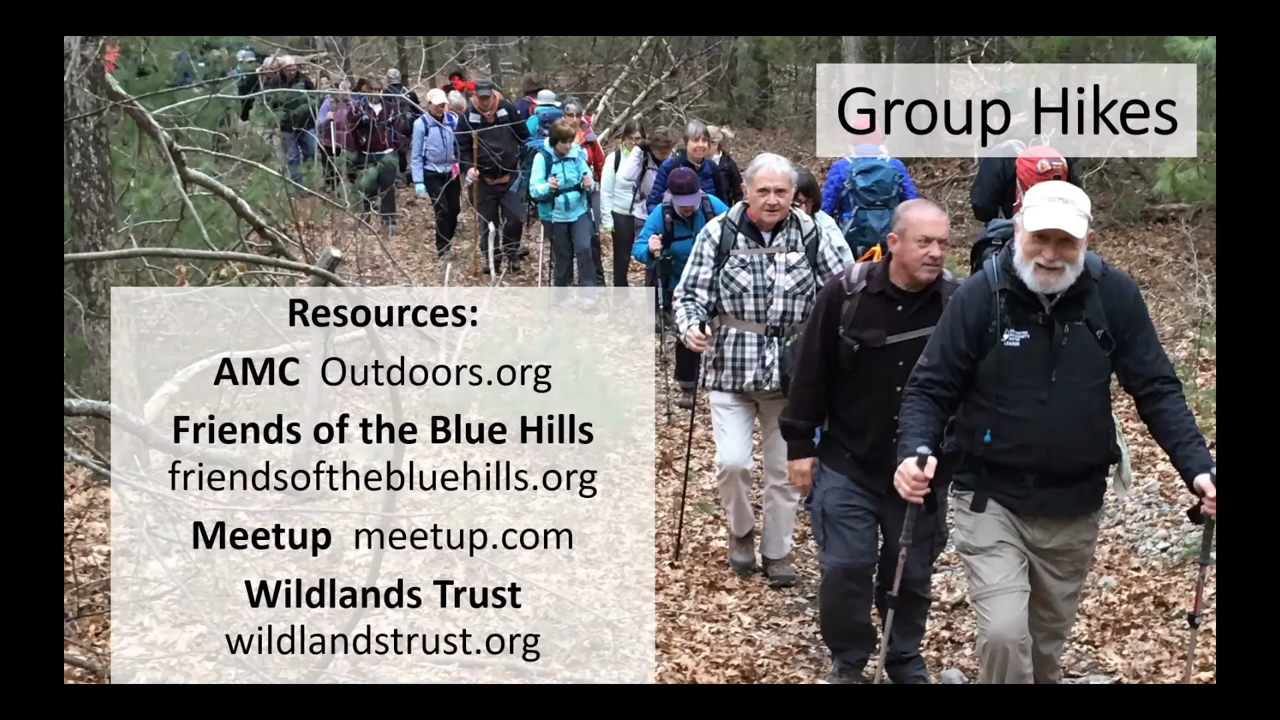 Group Hikes
Resources:
AMC Outdoors.org
Friends of the Blue Hills
friendsofthebluehills.org
Meetup meetup.com
Wildlands Trust
wildlandstrust.org
LEADER